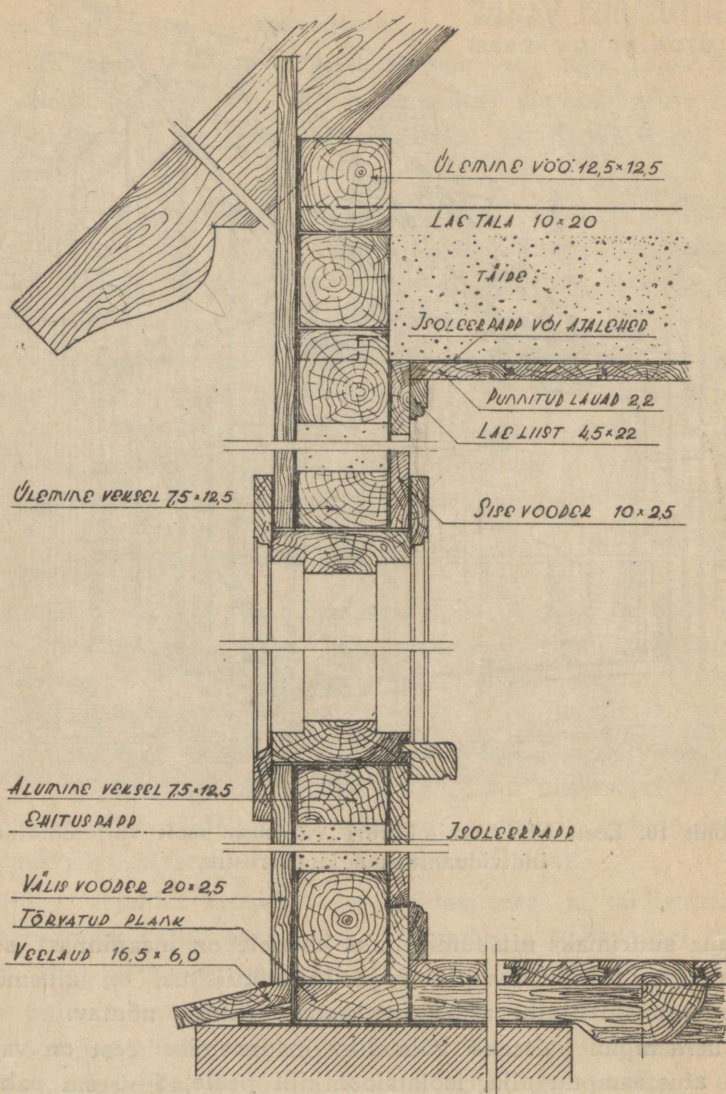 ÜLEMINE VÖÖ. 12,5×12,5
LAE TALA 10×20
TÄIDE
ISOLEERPAPP VÕI AJALEHED
PUNNITUD LAUAD 2,2
LAE LIIST 4,5×22
ÜLEMINE VEKSEL 7,5×12,5
SISE VOODER 10×2,5
ALUMINE VEKSEL 7,5×12,5
EHITUSPAPP
ISOLEERPAPP
VÄLIS VOODER 20×2,5
TÕRVATUD PLANK
VEELAUD 16,5×6,0